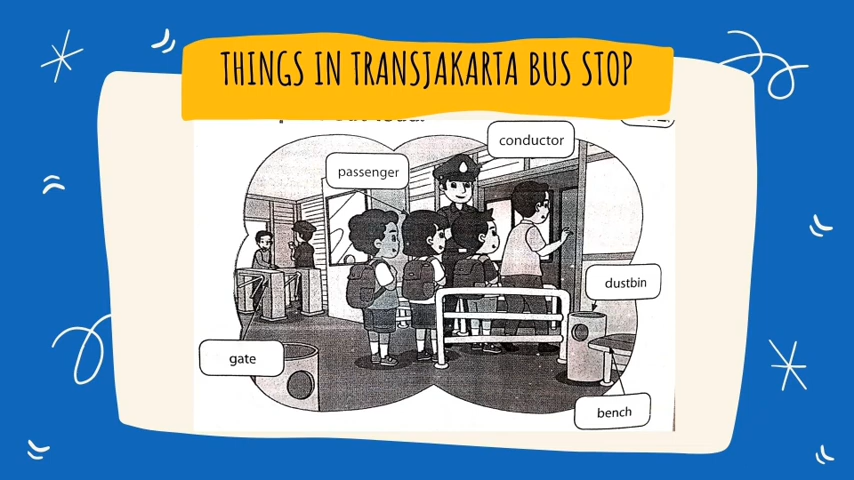 THINGS IN TRANSJAKARTA BUS STOP
conductor
passenger
dustbin
gate
bench